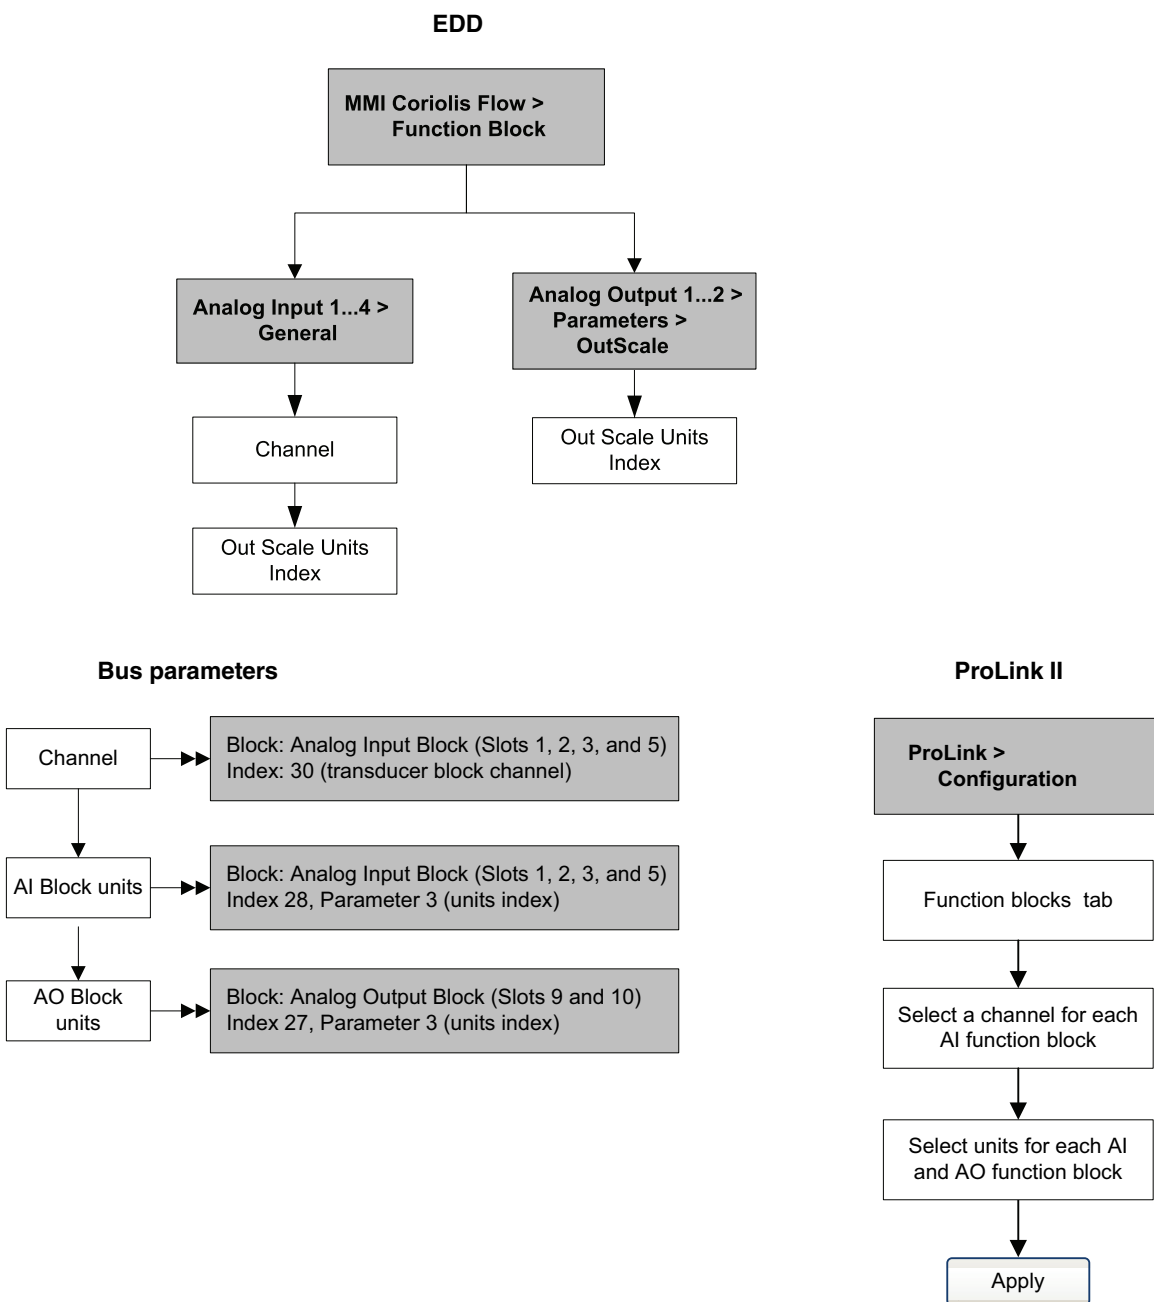 EDD
MMI Coriolis Flow >
Function Block
Analog Input 1...4 >
General
Channel
Out Scale Units
Index
Analog Output 1...2 >
Parameters >
OutScale
Out Scale Units
Index
Bus parameters
Channel
Block: Analog Input Block (Slots 1, 2, 3, and 5)
Index: 30 (transducer block channel)
AI Block units
Block: Analog Input Block (Slots 1, 2, 3, and 5)
Index 28, Parameter 3 (units index)
AO Block
units
Block: Analog Output Block (Slots 9 and 10)
Index 27, Parameter 3 (units index)
ProLink II
ProLink >
Configuration
Function blocks tab
Select a channel for each
AI function block
Select units for each AI
and AO function block
Apply